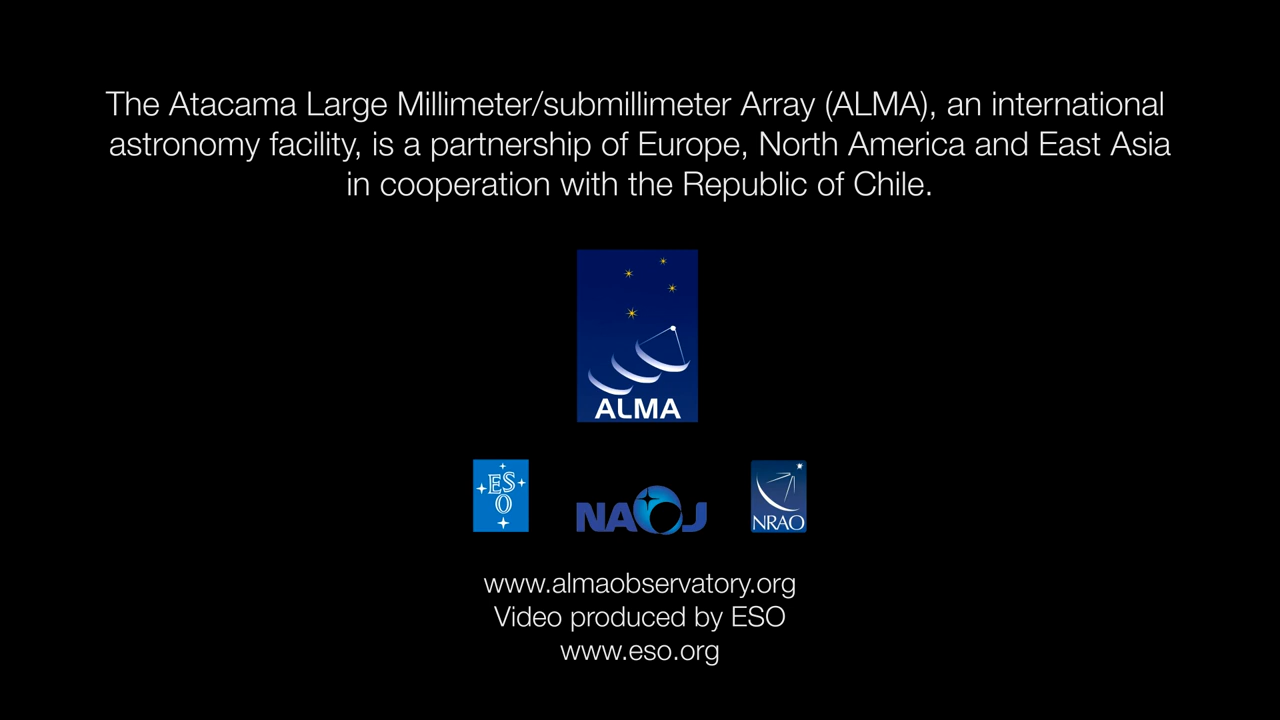 The Atacama Large Millimeter/submillimeter Array (ALMA), an international
astronomy facility, is a partnership of Europe, North America and East Asia
in cooperation with the Republic of Chile.
ALMA
ESO
NAOJ
NRAO
www.almaobservatory.org
Video produced by ESO
www.eso.org